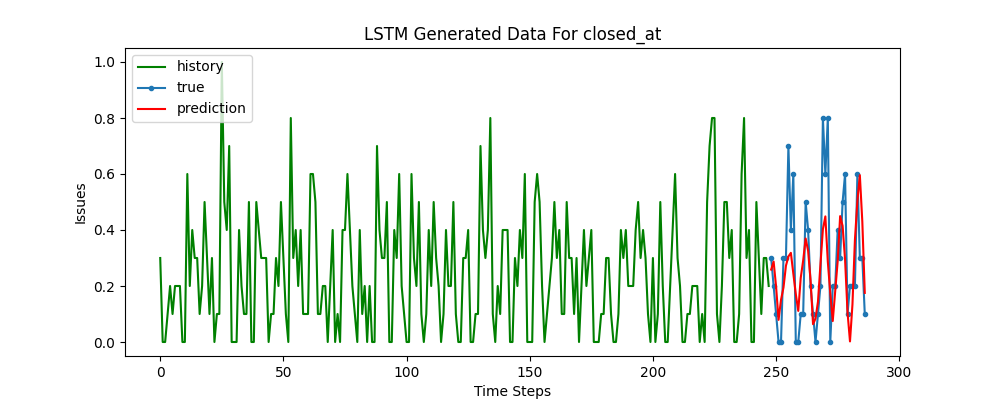 LSTM Generated Data For closed_at
history
true
prediction
Issues
1.0
0.8
0.6
0.4
0.2
0.0
0 50 100 150 200 250 300
Time Steps